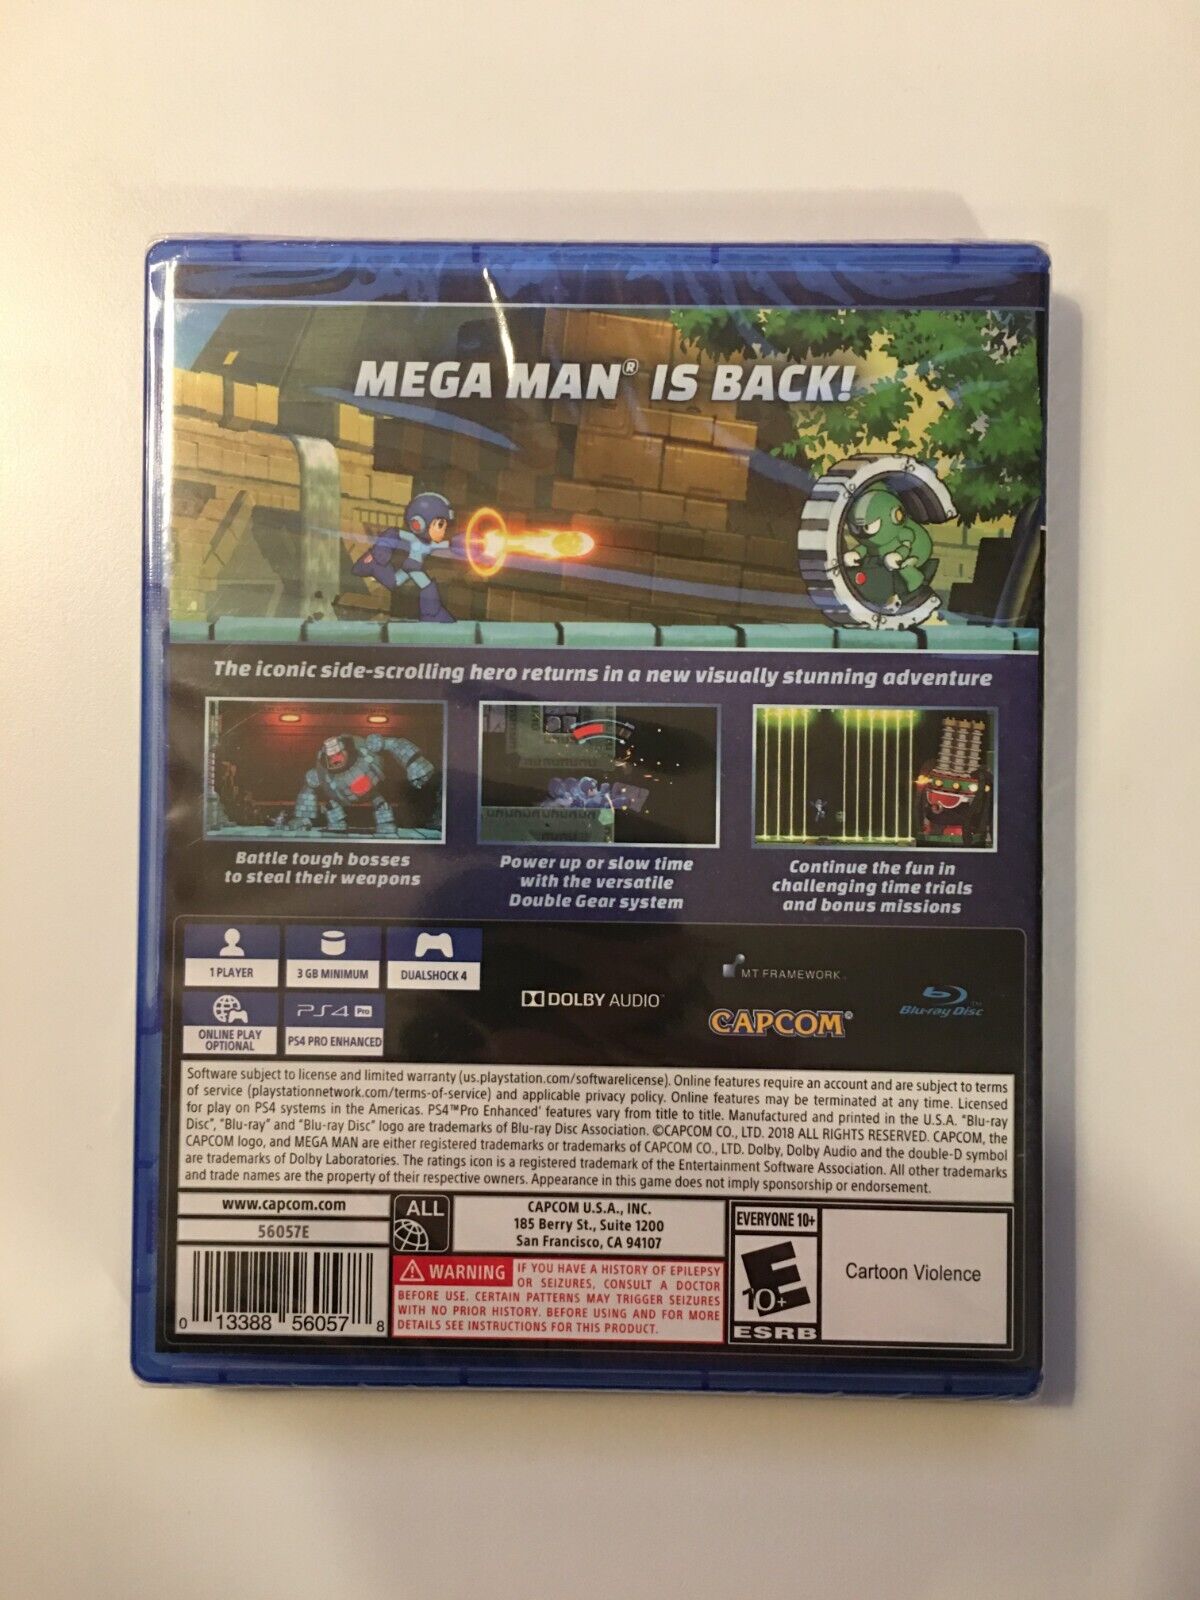 MEGA MAN® IS BACK!
The iconic side-scrolling hero returns in a new visually stunning adventure
Battle tough bosses
to steal their weapons
Power up or slow time
with the versatile
Double Gear system
Continue the fun in
challenging time trials
and bonus missions
1 PLAYER
3 GB MINIMUM
DUALSHOCK 4
ONLINE PLAY
OPTIONAL
PS4 Pro
PS4 PRO ENHANCED
DOLBY AUDIO™
MT FRAMEWORK™
CAPCOM®
Blu-ray Disc™
Software subject to license and limited warranty (us.playstation.com/softwarelicense). Online features require an account and are subject to terms
of service (playstationnetwork.com/terms-of-service) and applicable privacy policy. Online features may be terminated at any time. Licensed
for play on PS4 systems in the Americas. PS4™Pro Enhanced' features vary from title to title. Manufactured and printed in the U.S.A. "Blu-ray
Disc", "Blu-ray" and "Blu-ray Disc" logo are trademarks of Blu-ray Disc Association. ©CAPCOM CO., LTD. 2018 ALL RIGHTS RESERVED. CAPCOM, the
CAPCOM logo, and MEGA MAN are either registered trademarks or trademarks of CAPCOM CO., LTD. Dolby, Dolby Audio and the double-D symbol
are trademarks of Dolby Laboratories. The ratings icon is a registered trademark of the Entertainment Software Association. All other trademarks
and trade names are the property of their respective owners. Appearance in this game does not imply sponsorship or endorsement.
www.capcom.com
56057E
0 13388 56057 8
ALL
CAPCOM U.S.A., INC.
185 Berry St., Suite 1200
San Francisco, CA 94107
WARNING
IF YOU HAVE A HISTORY OF EPILEPSY
OR SEIZURES, CONSULT A DOCTOR
BEFORE USE. CERTAIN PATTERNS MAY TRIGGER SEIZURES
WITH NO PRIOR HISTORY. BEFORE USING AND FOR MORE
DETAILS SEE INSTRUCTIONS FOR THIS PRODUCT.
EVERYONE 10+
E
10+
ESRB
Cartoon Violence